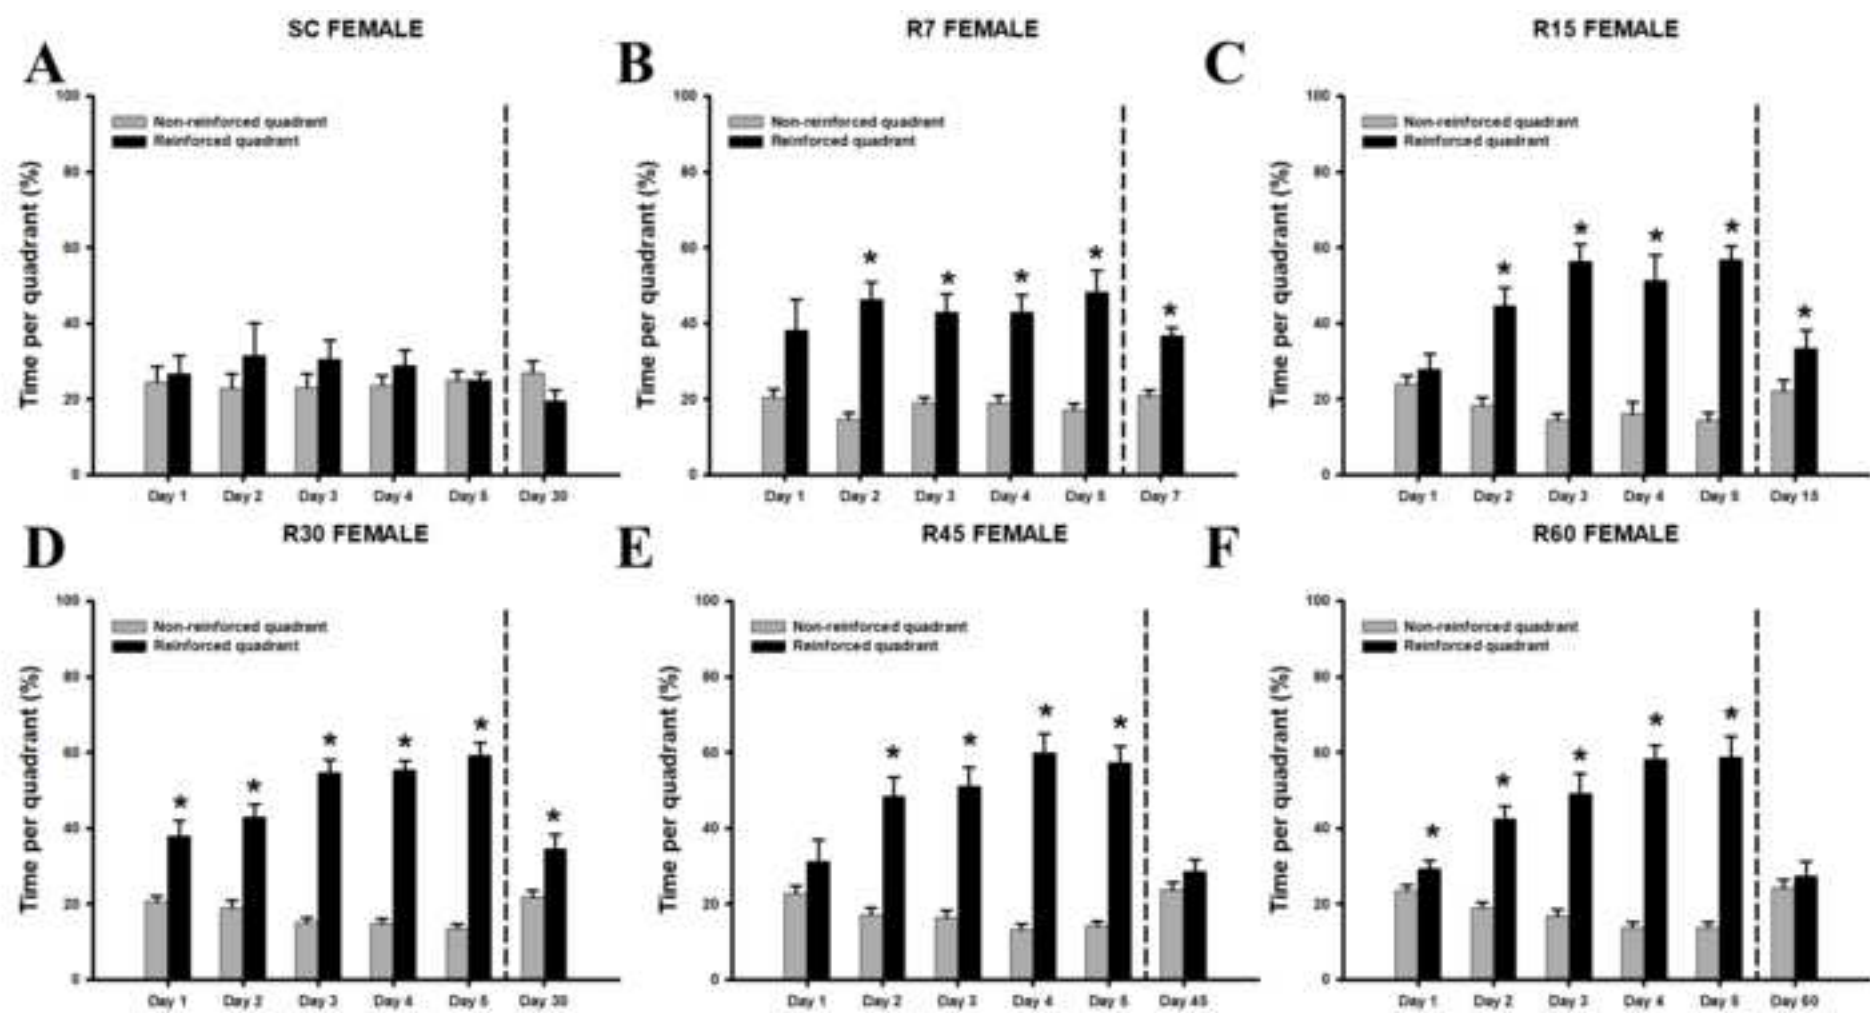 SC FEMALE
A
100
80
60
40
20
0
Time per quadrant (%)
Non-reinforced quadrant
Reinforced quadrant
Day 1 Day 2 Day 3 Day 4 Day 5 Day 30
R7 FEMALE
B
100
80
60
40
20
0
Time per quadrant (%)
Non-reinforced quadrant
Reinforced quadrant
* * * * *
Day 1 Day 2 Day 3 Day 4 Day 5 Day 7
R15 FEMALE
C
100
80
60
40
20
0
Time per quadrant (%)
Non-reinforced quadrant
Reinforced quadrant
* * * * *
Day 1 Day 2 Day 3 Day 4 Day 5 Day 15
R30 FEMALE
D
100
80
60
40
20
0
Time per quadrant (%)
Non-reinforced quadrant
Reinforced quadrant
* * * * * *
Day 1 Day 2 Day 3 Day 4 Day 5 Day 30
R45 FEMALE
E
100
80
60
40
20
0
Time per quadrant (%)
Non-reinforced quadrant
Reinforced quadrant
* * * *
Day 1 Day 2 Day 3 Day 4 Day 5 Day 45
R60 FEMALE
F
100
80
60
40
20
0
Time per quadrant (%)
Non-reinforced quadrant
Reinforced quadrant
* * * * *
Day 1 Day 2 Day 3 Day 4 Day 5 Day 60